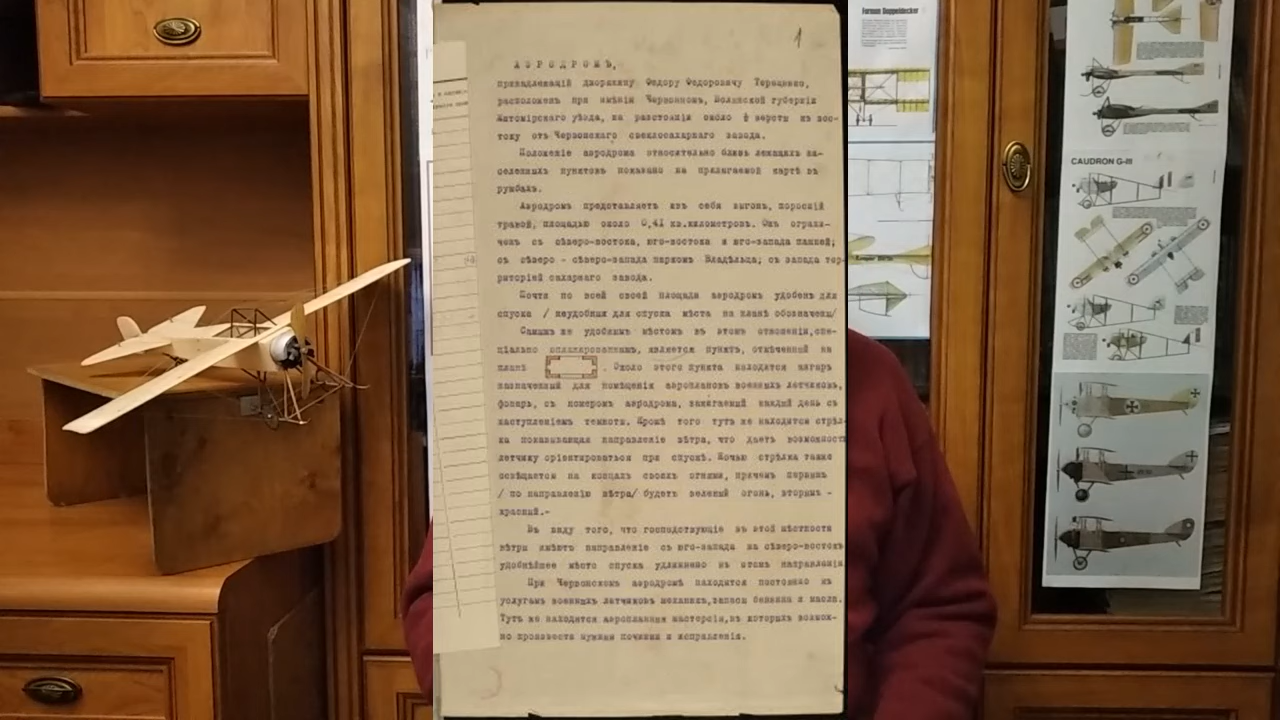 1
АЭРОДРОМЪ,
принадлежащій дворянину Федору Федоровичу Терещенко,
расположенъ при имѣніи Червонномъ, Волынской губерніи
Житомірскаго уѣзда, на разстояніи около версты къ вос-
току отъ Червонскаго свеклосахарнаго завода.
Положеніе аэродрома относительно близъ лежащихъ на-
селенныхъ пунктовъ показано на прилагаемой картѣ въ
румбахъ.
Аэродромъ представляетъ изъ себя выгонъ, поросшій
травой, площадью около 0,41 кв.километровъ. Онъ ограни-
ченъ съ сѣверо-востока, юго-востока и юго-запада пашней;
съ сѣверо - сѣверо-запада паркомъ Владѣльца; съ запада тер-
риторіей сахарнаго завода.
Почти по всей своей площади аэродромъ удобенъ для
спуска / неудобныя для спуска мѣста на планѣ обозначены/
Самымъ же удобнымъ мѣстомъ въ этомъ отношеніи,спе-
ціально спланированнымъ, является пунктъ, отмѣченный на
планѣ . Около этого пункта находится ангаръ
назначенный для помѣщенія аэроплановъ военныхъ летчиковъ,
фонарь, съ номеромъ аэродрома, зажигаемый каждый день съ
наступленіемъ темноты. Кромѣ того тутъ же находится стрѣл-
ка показывающая направленіе вѣтра, что даетъ возможность
летчику оріентироваться при спускѣ. Ночью стрѣлка также
освѣщается на концахъ своихъ огнями, причемъ первымъ
/ по направленію вѣтра/ будетъ зеленый огонь, вторымъ -
красный.-
Въ виду того, что господствующіе въ этой мѣстности
вѣтры имѣютъ направленіе съ юго-запада на сѣверо-востокъ
удобнѣйшее мѣсто спуска удлинено въ этомъ направленіи
При Червонскомъ аэродромѣ находится постоянно къ
услугамъ военныхъ летчиковъ механикъ,запасы бензина и масла.
Тутъ же находятся аэропланныя мастерскія,въ которыхъ возмож-
но произвести нужныя починки и исправленія.
Farman Doppeldecker
CAUDRON G-III